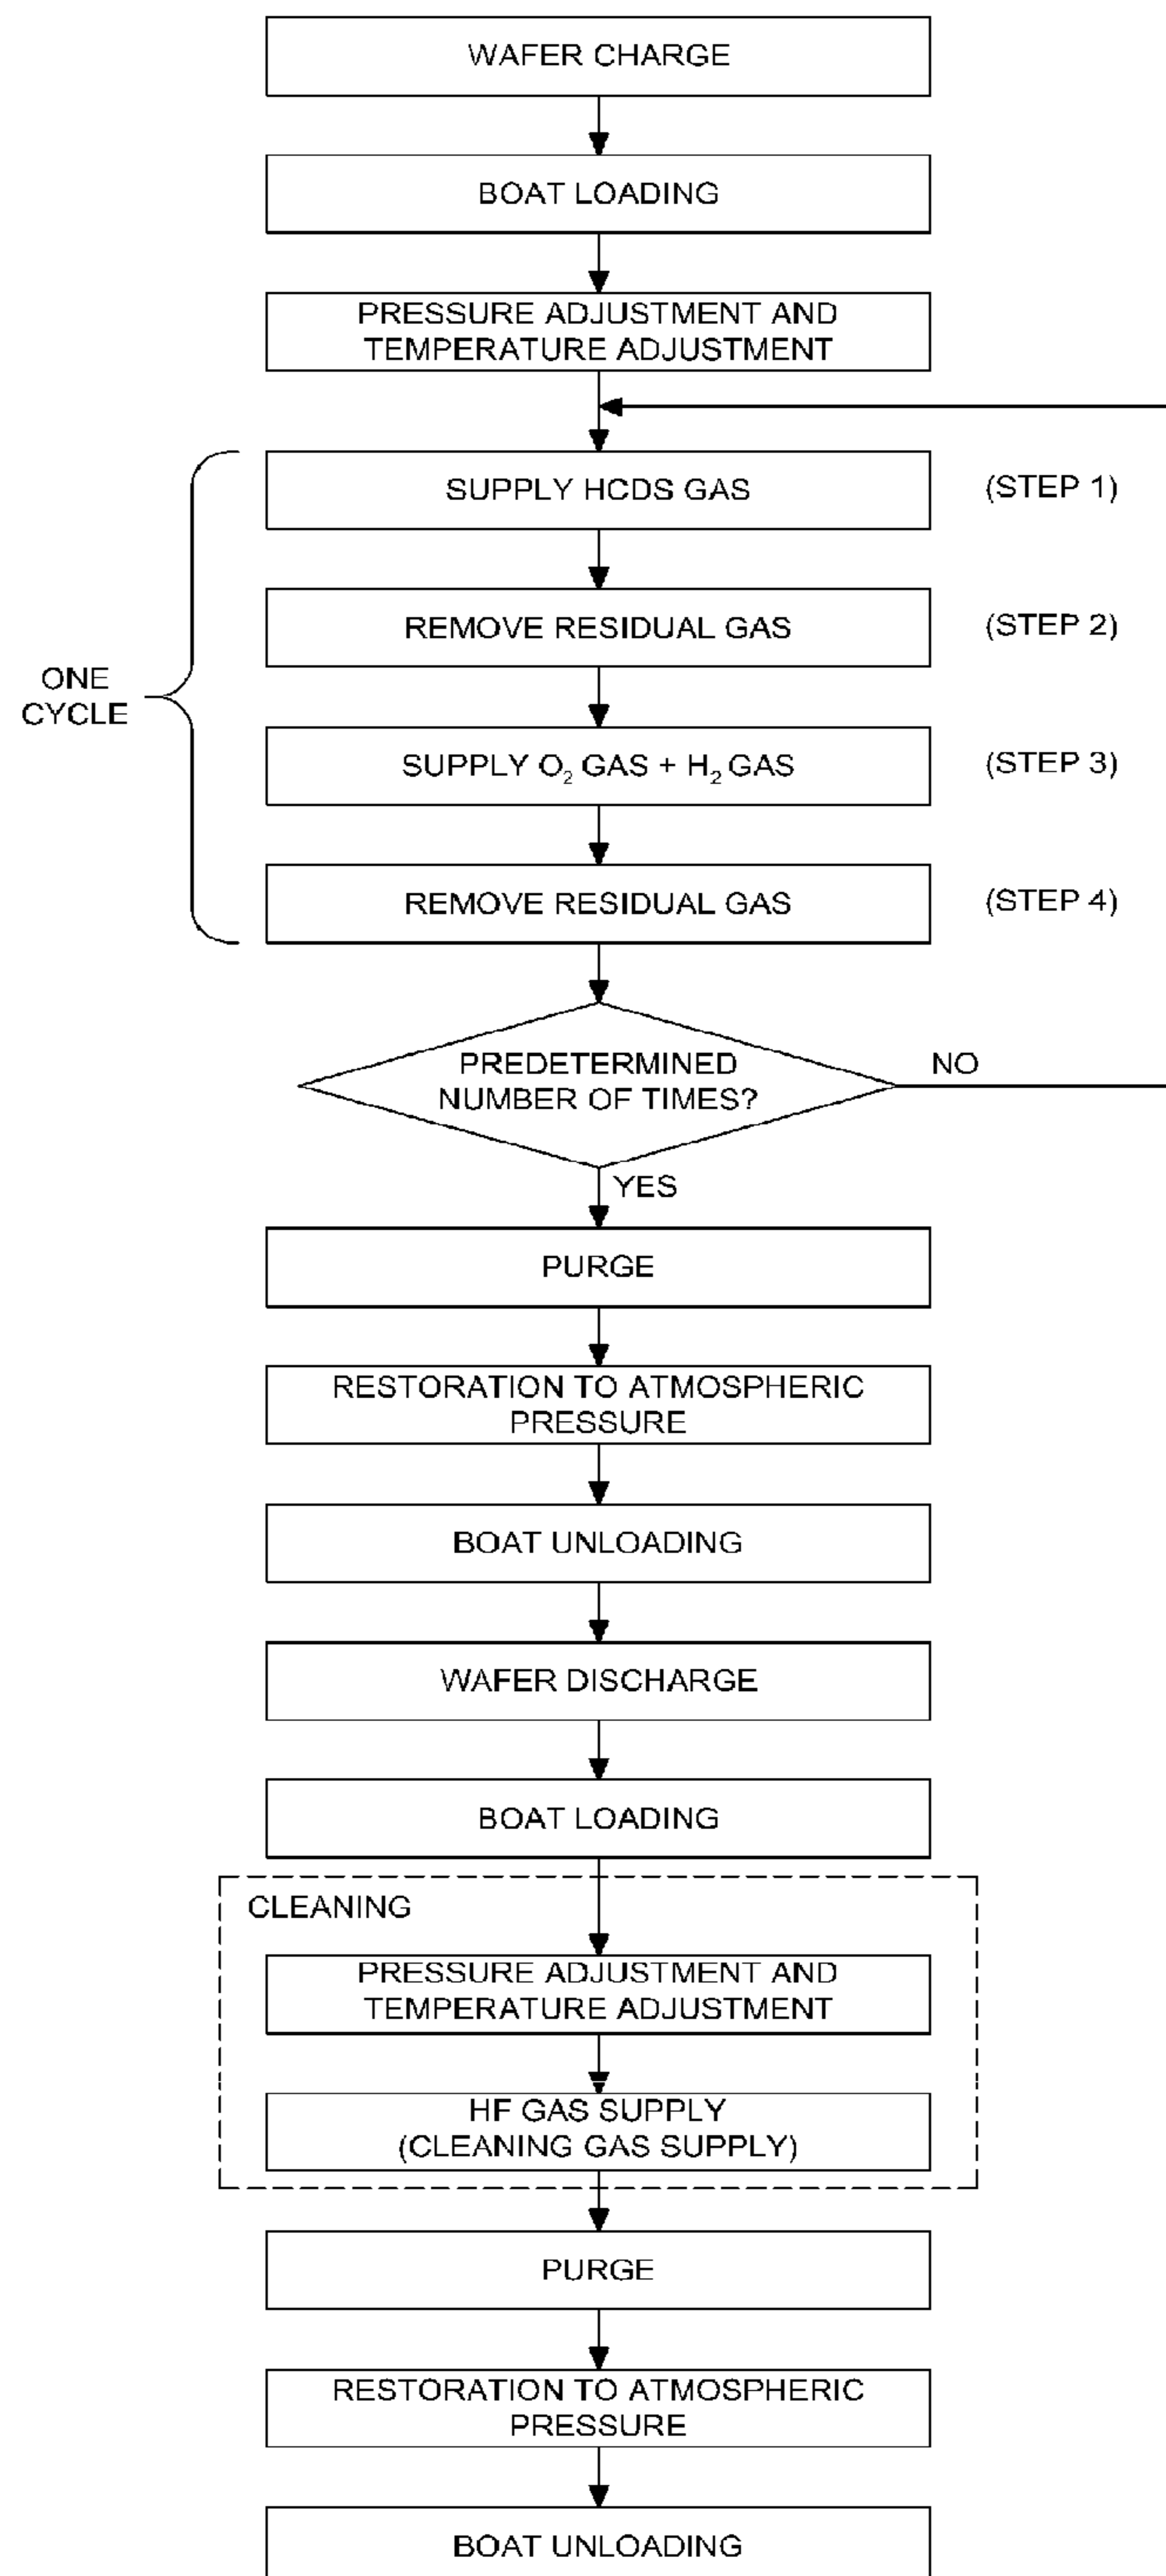 WAFER CHARGE
BOAT LOADING
PRESSURE ADJUSTMENT AND
TEMPERATURE ADJUSTMENT
SUPPLY HCDS GAS
(STEP 1)
REMOVE RESIDUAL GAS
(STEP 2)
ONE
CYCLE
SUPPLY O₂ GAS + H₂ GAS
(STEP 3)
REMOVE RESIDUAL GAS
(STEP 4)
PREDETERMINED
NUMBER OF TIMES?
NO
YES
PURGE
RESTORATION TO ATMOSPHERIC
PRESSURE
BOAT UNLOADING
WAFER DISCHARGE
BOAT LOADING
CLEANING
PRESSURE ADJUSTMENT AND
TEMPERATURE ADJUSTMENT
HF GAS SUPPLY
(CLEANING GAS SUPPLY)
PURGE
RESTORATION TO ATMOSPHERIC
PRESSURE
BOAT UNLOADING